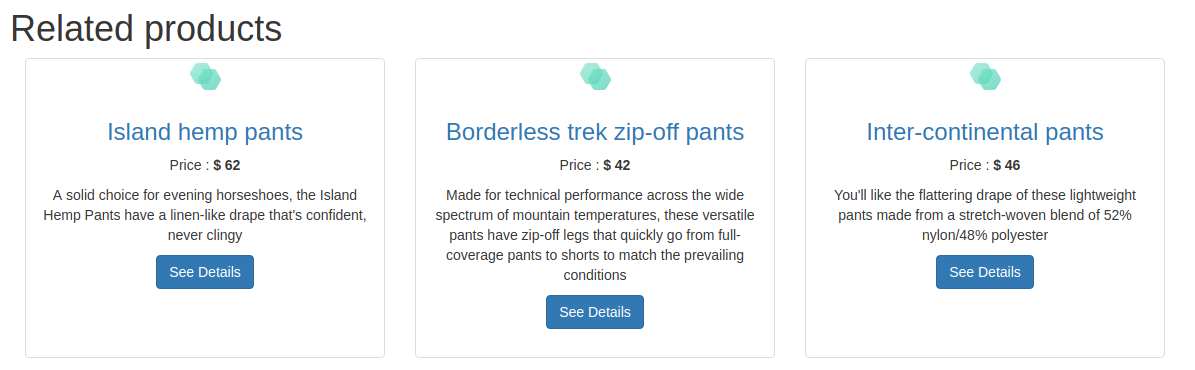 Related products
Island hemp pants
Price : $ 62
A solid choice for evening horseshoes, the Island
Hemp Pants have a linen-like drape that's confident,
never clingy
See Details
Borderless trek zip-off pants
Price : $ 42
Made for technical performance across the wide
spectrum of mountain temperatures, these versatile
pants have zip-off legs that quickly go from full-
coverage pants to shorts to match the prevailing
conditions
See Details
Inter-continental pants
Price : $ 46
You'll like the flattering drape of these lightweight
pants made from a stretch-woven blend of 52%
nylon/48% polyester
See Details